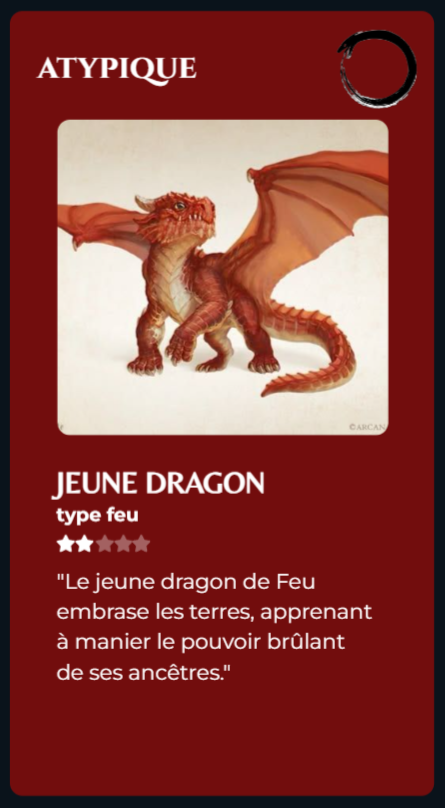 ATYPIQUE
©ARCAN
JEUNE DRAGON
type feu
"Le jeune dragon de Feu
embrase les terres, apprenant
à manier le pouvoir brûlant
de ses ancêtres."